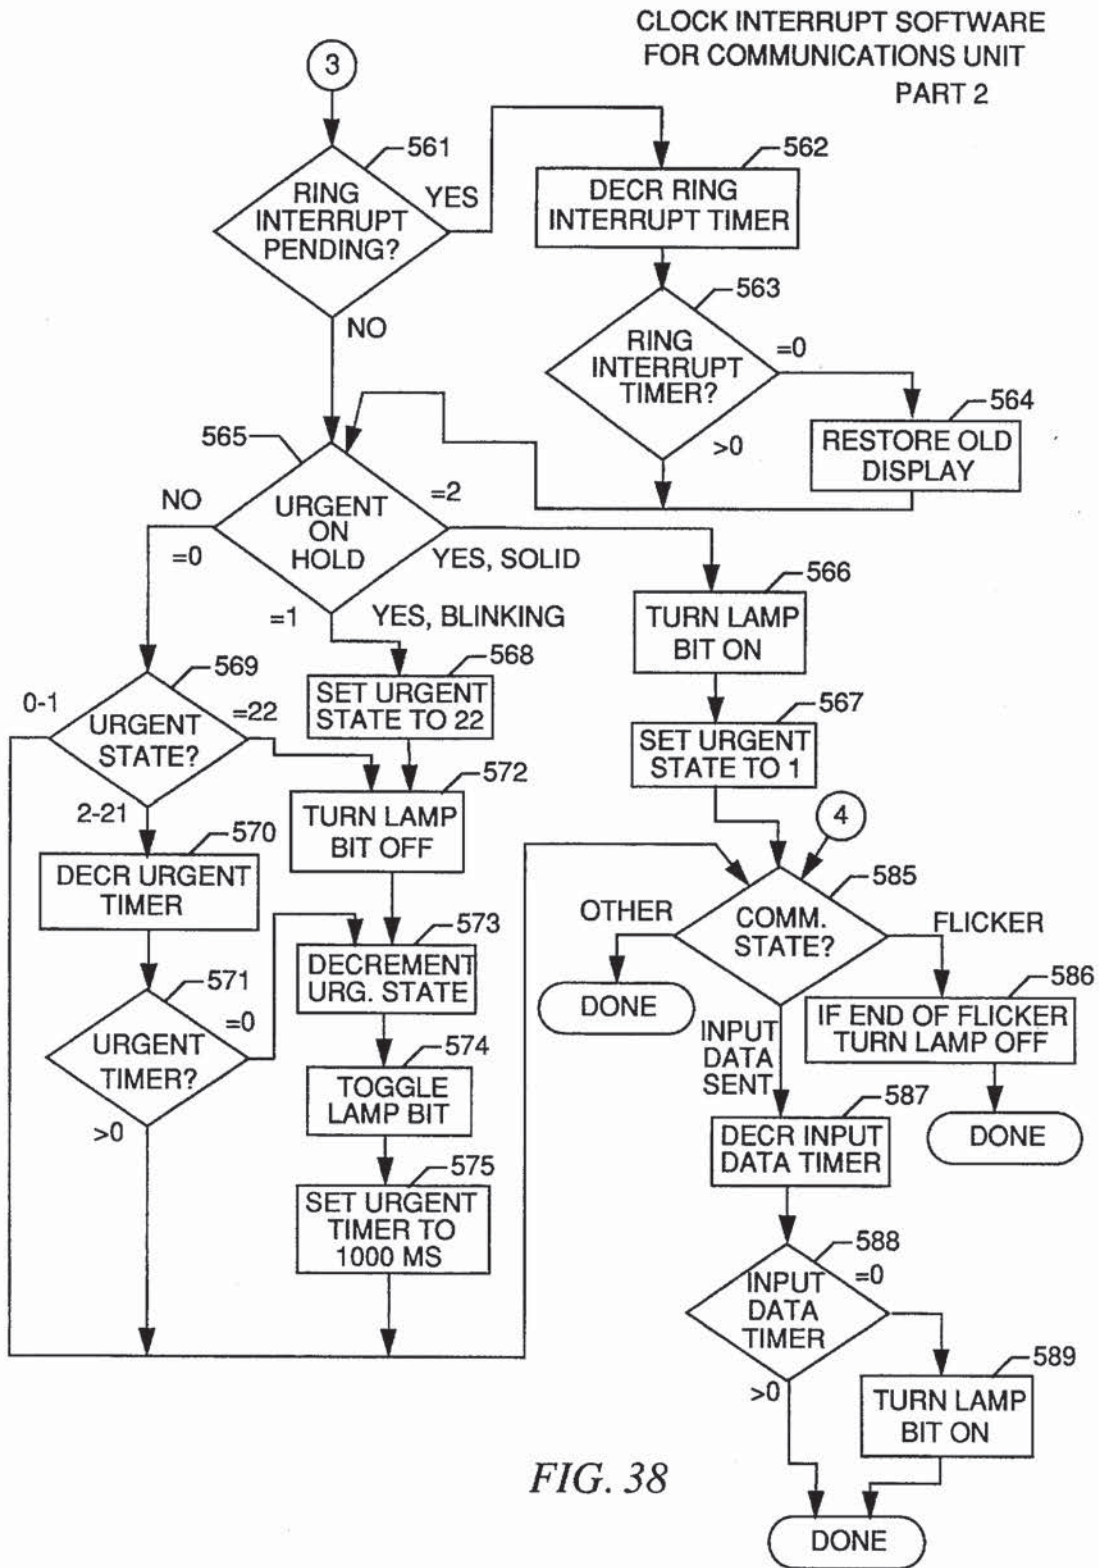 CLOCK INTERRUPT SOFTWARE
FOR COMMUNICATIONS UNIT
PART 2
3
561
RING
INTERRUPT
PENDING?
YES
NO
562
DECR RING
INTERRUPT TIMER
563
RING
INTERRUPT
TIMER?
=0
>0
564
RESTORE OLD
DISPLAY
565
URGENT
ON
HOLD
NO
=0
=2
YES, SOLID
=1
YES, BLINKING
566
TURN LAMP
BIT ON
567
SET URGENT
STATE TO 1
568
SET URGENT
STATE TO 22
569
URGENT
STATE?
0-1
=22
2-21
570
DECR URGENT
TIMER
571
URGENT
TIMER?
=0
>0
572
TURN LAMP
BIT OFF
573
DECREMENT
URG. STATE
574
TOGGLE
LAMP BIT
575
SET URGENT
TIMER TO
1000 MS
4
585
COMM.
STATE?
OTHER
FLICKER
INPUT
DATA
SENT
DONE
586
IF END OF FLICKER
TURN LAMP OFF
DONE
587
DECR INPUT
DATA TIMER
588
INPUT
DATA
TIMER
=0
>0
589
TURN LAMP
BIT ON
DONE
FIG. 38